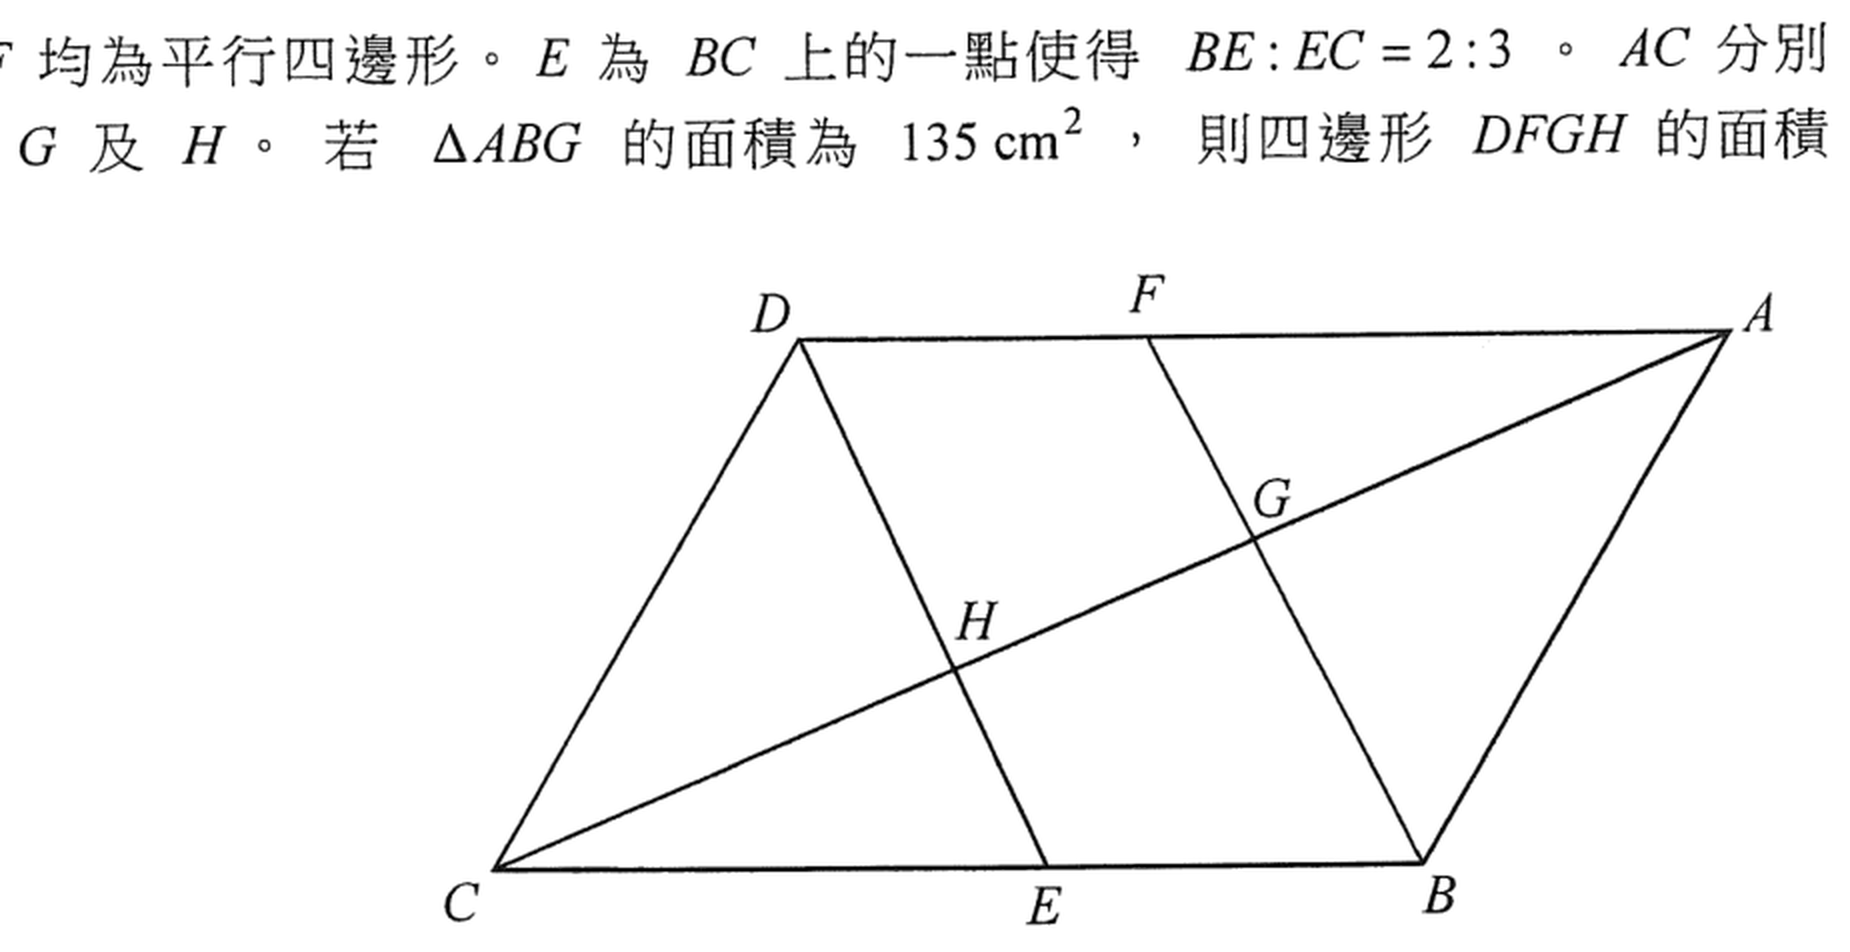 F 均為平行四邊形。E 為 BC 上的一點使得 BE : EC = 2 : 3 。 AC 分別
G 及 H 。 若 ΔABG 的面積為 135 cm² , 則四邊形 DFGH 的面積
D
F
A
G
H
C
E
B